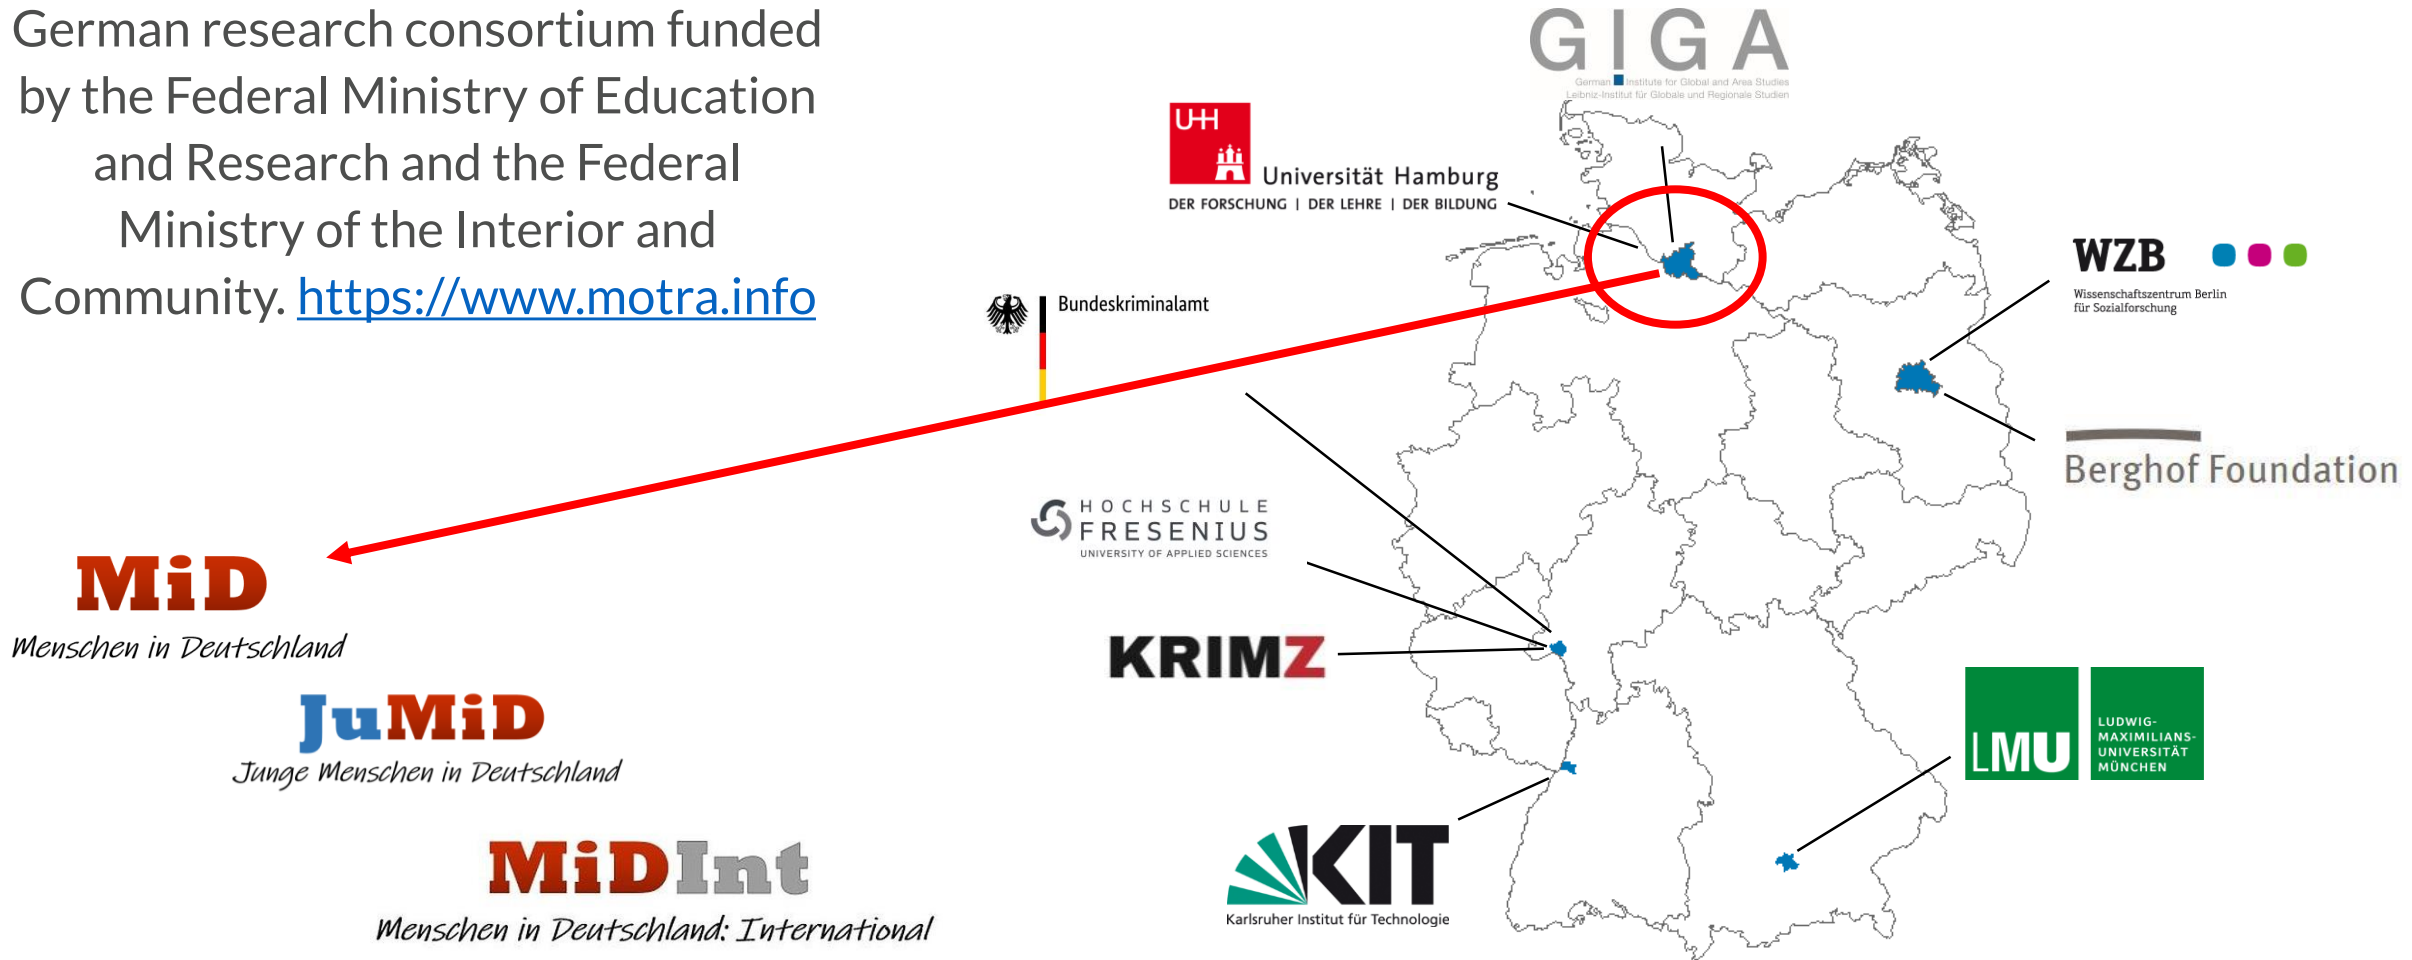 German research consortium funded
by the Federal Ministry of Education
and Research and the Federal
Ministry of the Interior and
Community. https://www.motra.info
GIGA
German Institute for Global and Area Studies
Leibniz-Institut für Globale und Regionale Studien
UH
Universität Hamburg
DER FORSCHUNG | DER LEHRE | DER BILDUNG
WZB
Wissenschaftszentrum Berlin
für Sozialforschung
Bundeskriminalamt
Berghof Foundation
HOCHSCHULE
FRESENIUS
UNIVERSITY OF APPLIED SCIENCES
MiD
Menschen in Deutschland
KRIMZ
JuMiD
Junge Menschen in Deutschland
LMU
LUDWIG-
MAXIMILIANS-
UNIVERSITÄT
MÜNCHEN
MiDInt
Menschen in Deutschland: International
KIT
Karlsruher Institut für Technologie